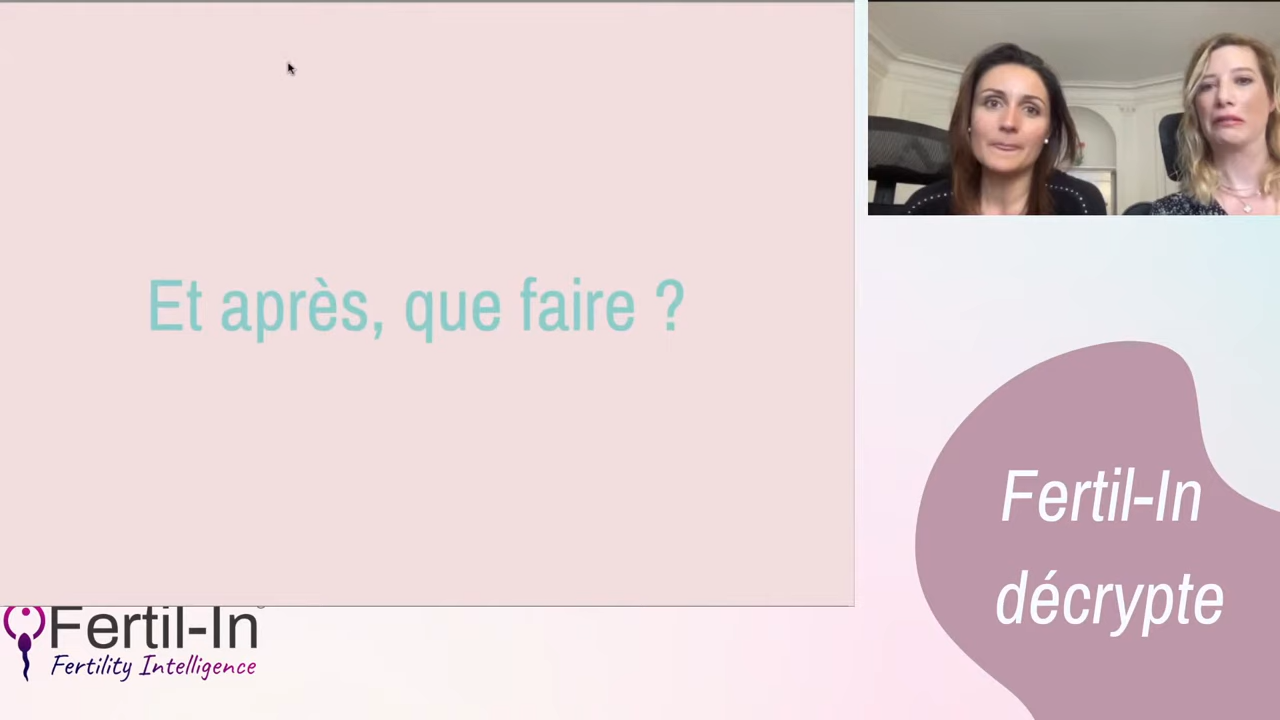 Et après, que faire ?
Fertil-In
décrypte
Fertil-In
Fertility Intelligence